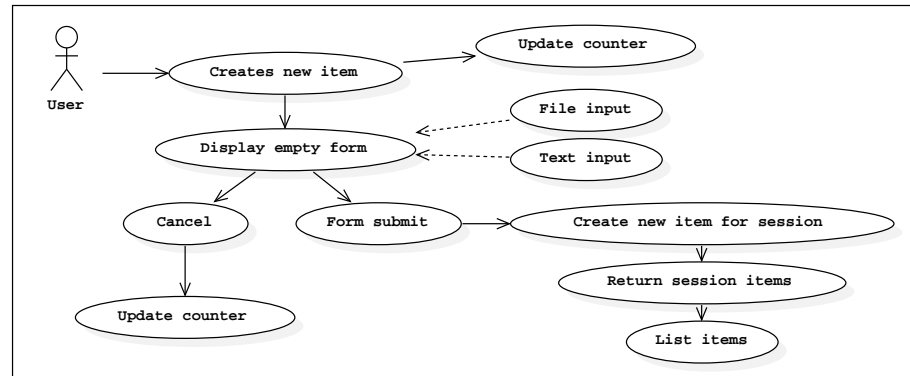 Update counter
Creates new item
User
File input
Display empty form
Text input
Cancel
Form submit
Create new item for session
Return session items
Update counter
List items